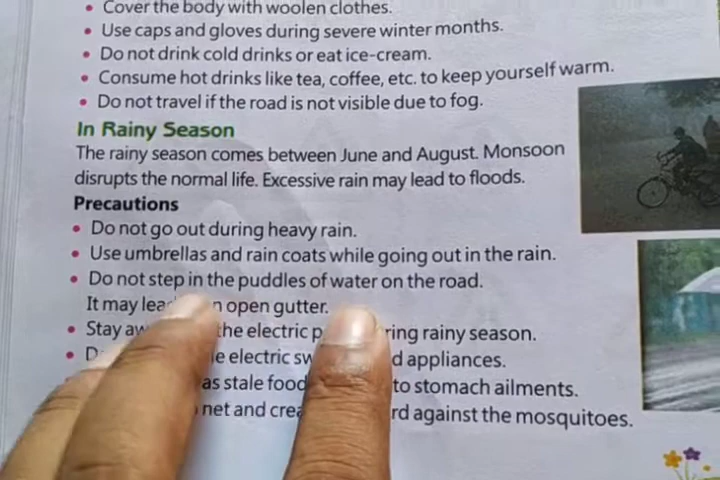 • Cover the body with woolen clothes.
• Use caps and gloves during severe winter months.
• Do not drink cold drinks or eat ice-cream.
• Consume hot drinks like tea, coffee, etc. to keep yourself warm.
• Do not travel if the road is not visible due to fog.
In Rainy Season
The rainy season comes between June and August. Monsoon
disrupts the normal life. Excessive rain may lead to floods.
Precautions
• Do not go out during heavy rain.
• Use umbrellas and rain coats while going out in the rain.
• Do not step in the puddles of water on the road.
It may open gutter.
• Stay the electric rainy season.
• electric appliances.
as stale food to stomach ailments.
net and against the mosquitoes.